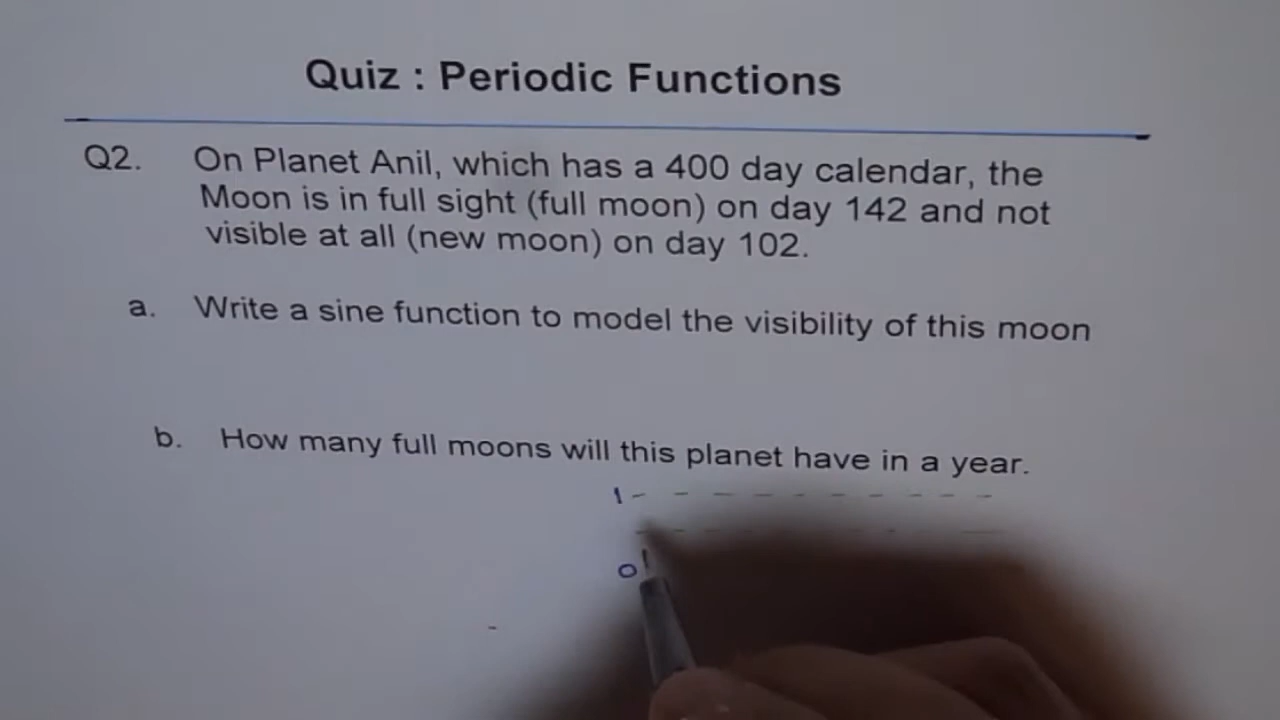 Quiz : Periodic Functions
Q2. On Planet Anil, which has a 400 day calendar, the
Moon is in full sight (full moon) on day 142 and not
visible at all (new moon) on day 102.
a. Write a sine function to model the visibility of this moon
b. How many full moons will this planet have in a year.
1
0